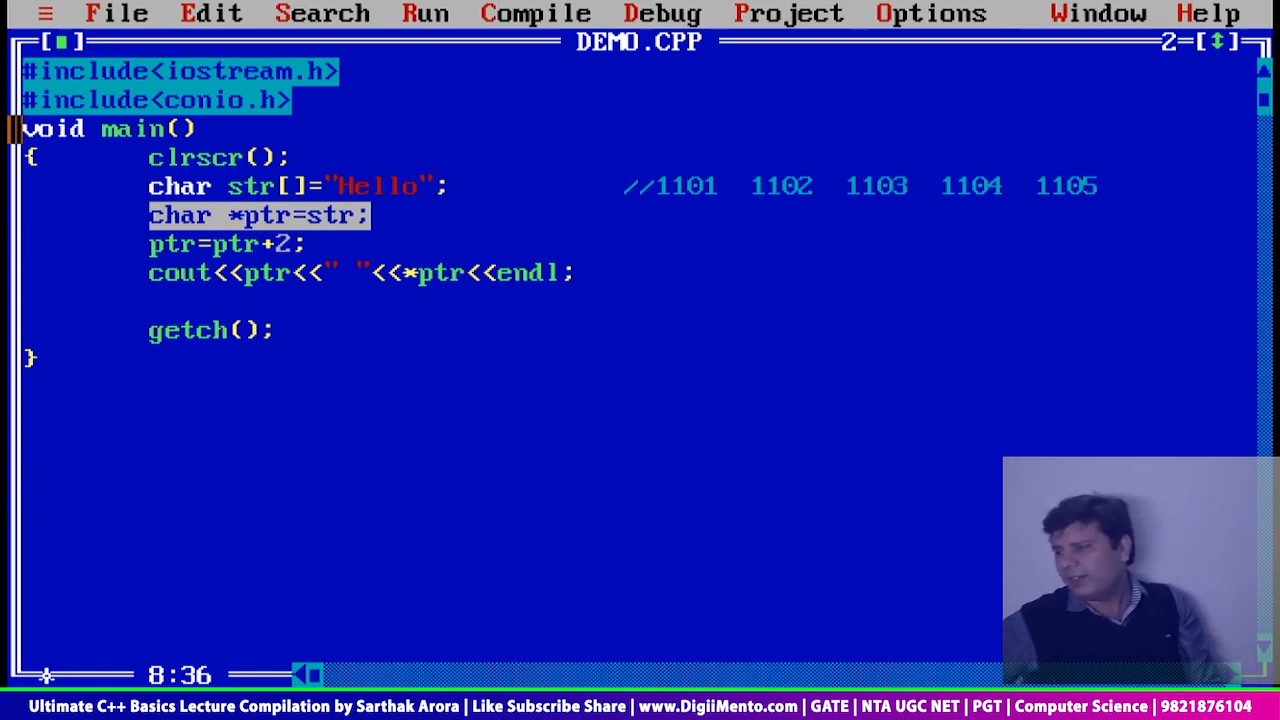 ≡ File Edit Search Run Compile Debug Project Options Window Help
[■] DEMO.CPP 2=[↕]
#include<iostream.h>
#include<conio.h>
void main()
{ clrscr();
char str[]="Hello"; //1101 1102 1103 1104 1105
char *ptr=str;
ptr=ptr+2;
cout<<ptr<<" "<<*ptr<<endl;
getch();
}
8:36
Ultimate C++ Basics Lecture Compilation by Sarthak Arora | Like Subscribe Share | www.DigiiMento.com | GATE | NTA UGC NET | PGT | Computer Science | 9821876104